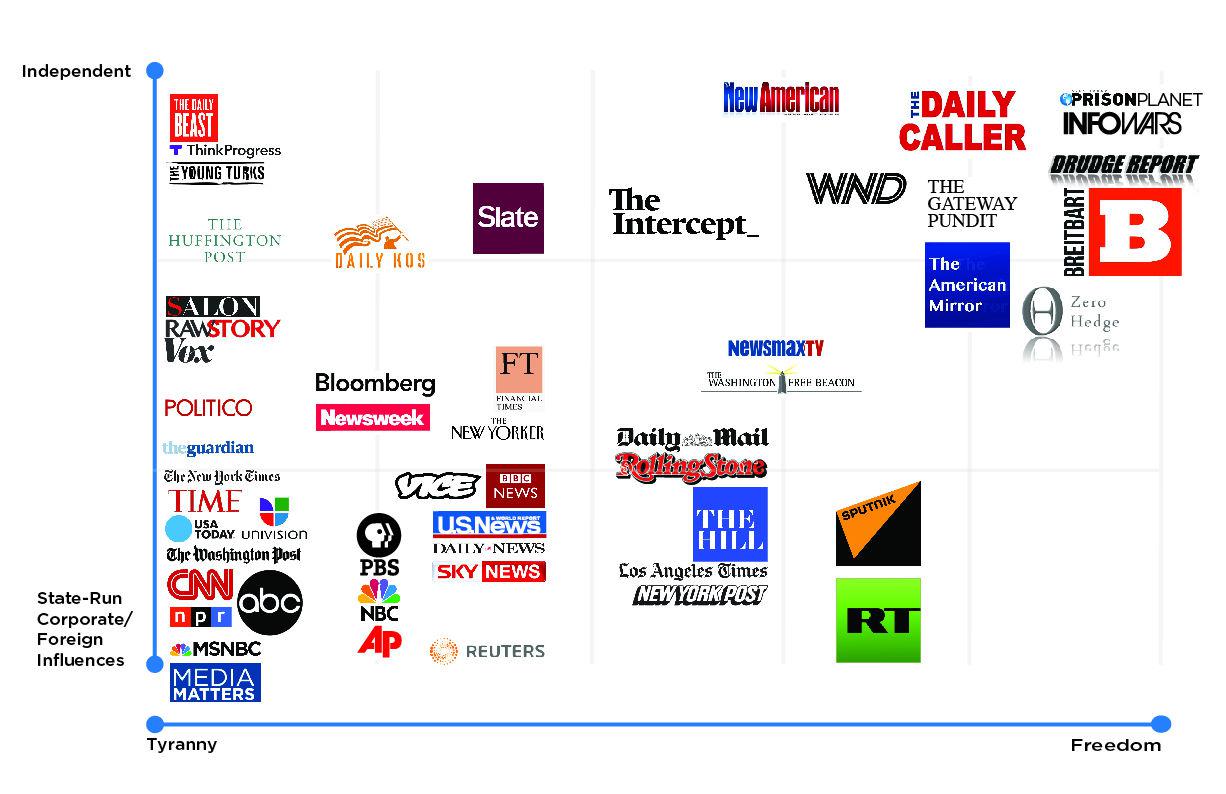 Independent
THE DAILY
BEAST
ThinkProgress
THE YOUNG TURKS
THE
HUFFINGTON
POST
DAILY KOS
Slate
The
Intercept_
New American
WND
THE DAILY
CALLER
THE
GATEWAY
PUNDIT
The
American
Mirror
PRISONPLANET
INFOWARS
DRUDGE REPORT
BREITBART
B
Zero
Hedge
SALON
RAWSTORY
Vox
POLITICO
theguardian
Bloomberg
Newsweek
FT
FINANCIAL
TIMES
THE
NEW YORKER
NEWSMAXTV
THE
WASHINGTON FREE BEACON
Daily Mail
RollingStone
THE
HILL
Los Angeles Times
NEW YORK POST
SPUTNIK
RT
The New York Times
TIME
USA
TODAY
UNIVISION
The Washington Post
CNN
abc
npr
MSNBC
MEDIA
MATTERS
VICE
BBC
NEWS
PBS
NBC
AP
U.S.News
& WORLD REPORT
DAILY NEWS
SKY NEWS
REUTERS
State-Run
Corporate/
Foreign
Influences
Tyranny
Freedom